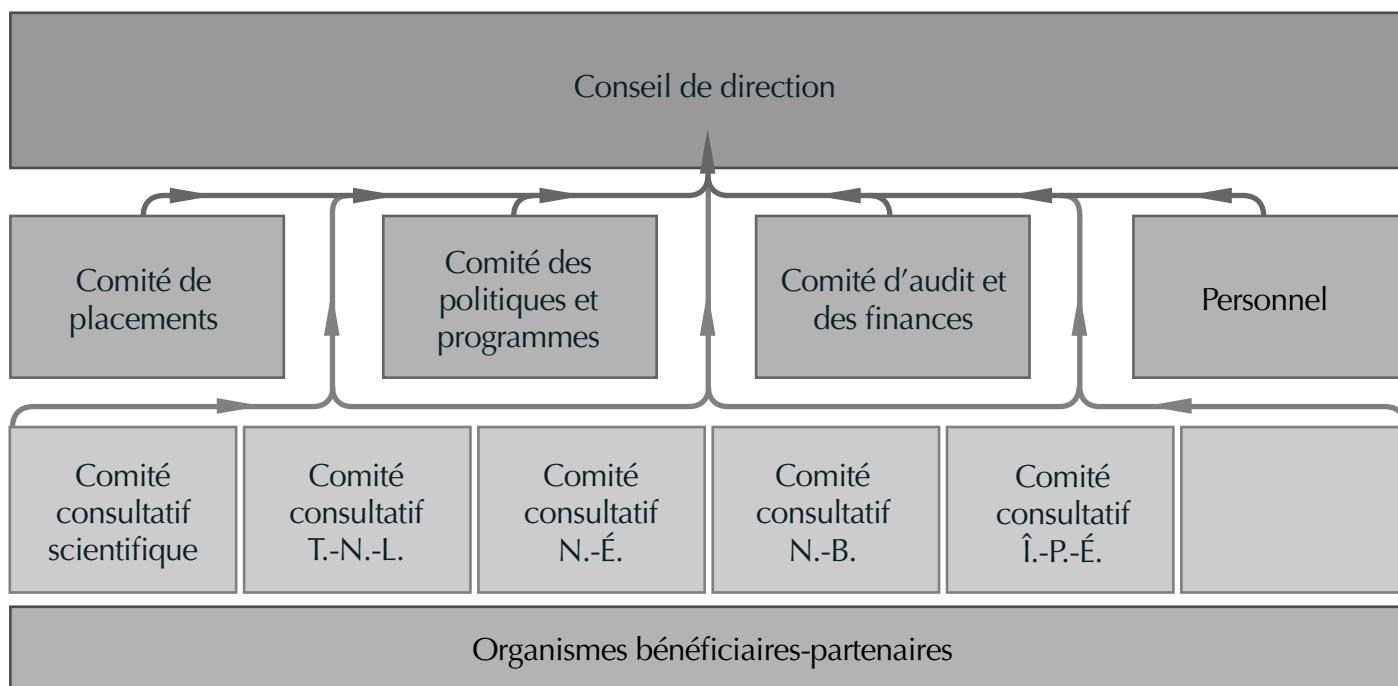 Conseil de direction
Comité de
placements
Comité des
politiques et
programmes
Comité d'audit et
des finances
Personnel
Comité
consultatif
scientifique
Comité
consultatif
T.-N.-L.
Comité
consultatif
N.-É.
Comité
consultatif
N.-B.
Comité
consultatif
Î.-P.-É.
Organismes bénéficiaires-partenaires